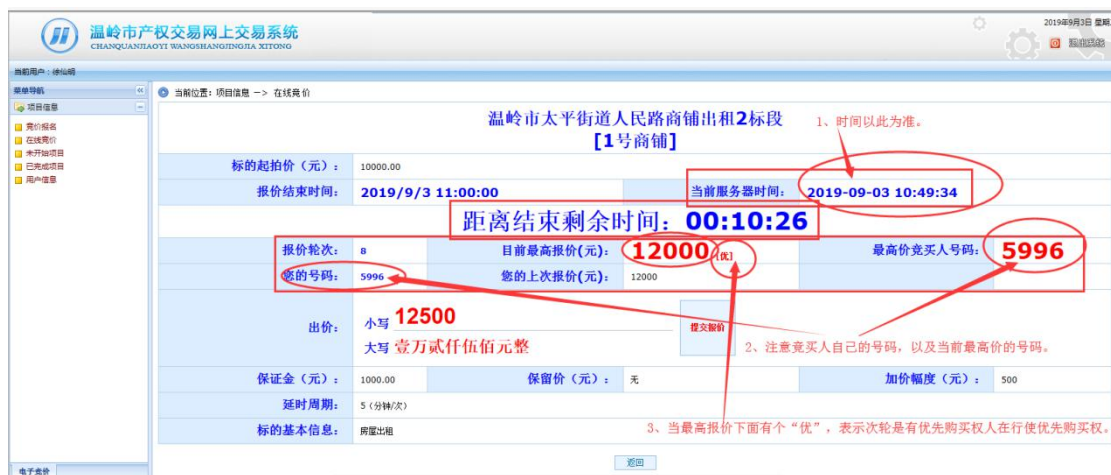 温岭市产权交易网上交易系统
CHANQUANJIAOYI WANGSHANGJINGJIA XITONG
2019年9月3日 星期
退出系统
当前用户：徐仙明
菜单导航
当前位置：项目信息 —> 在线竞价
项目信息
竞价报名
在线竞价
未开始项目
已完成项目
用户信息
温岭市太平街道人民路商铺出租2标段
[1号商铺]
1、时间以此为准。
标的起拍价（元）： 10000.00
报价结束时间： 2019/9/3 11:00:00 当前服务器时间： 2019-09-03 10:49:34
距离结束剩余时间：00:10:26
报价轮次： 8 目前最高报价(元)： 12000 [优] 最高价竞买人号码： 5996
您的号码： 5996 您的上次报价(元)： 12000
出价： 小写 12500
大写 壹万贰仟伍佰元整
提交报价
2、注意竞买人自己的号码，以及当前最高价的号码。
保证金（元）： 1000.00 保留价（元）： 无 加价幅度（元）： 500
延时周期： 5（分钟/次）
标的基本信息： 房屋出租
3、当最高报价下面有个“优”，表示次轮是有优先购买权人在行使优先购买权。
返回
电子竞价